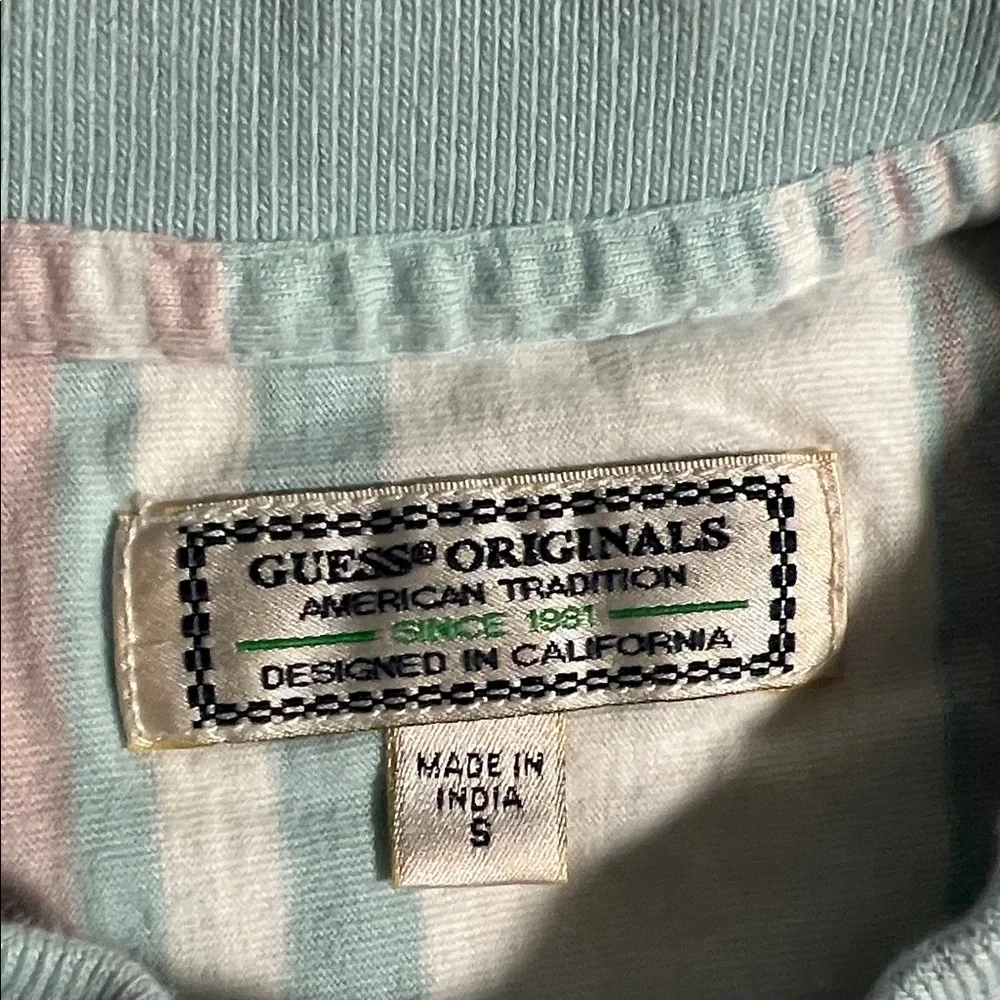 GUESS® ORIGINALS
AMERICAN TRADITION
SINCE 1981
DESIGNED IN CALIFORNIA
MADE IN
INDIA
S